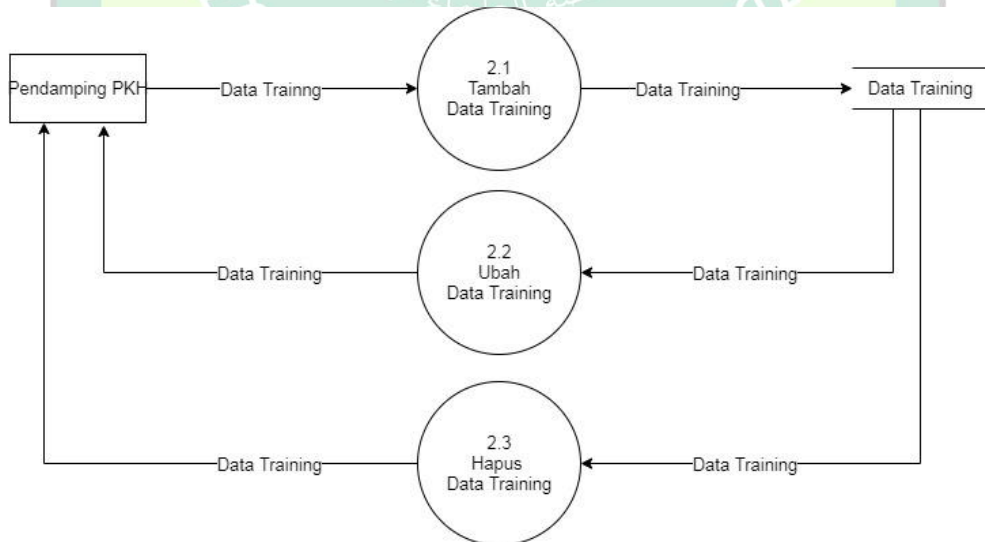 Pendamping PKH
Data Trainng
2.1
Tambah
Data Training
Data Training
Data Training
Data Training
2.2
Ubah
Data Training
Data Training
Data Training
2.3
Hapus
Data Training
Data Training